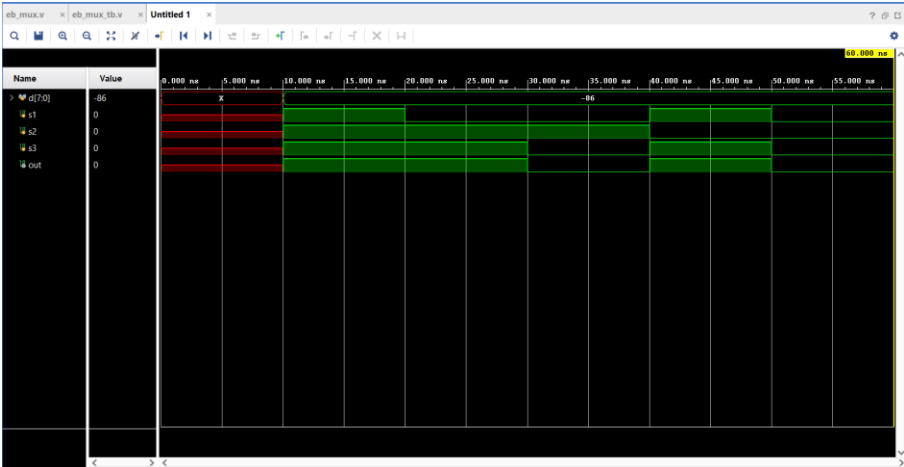 eb_mux.v × eb_mux_tb.v × Untitled 1 ×
60.000 ns
Name Value 0.000 ns 5.000 ns 10.000 ns 15.000 ns 20.000 ns 25.000 ns 30.000 ns 35.000 ns 40.000 ns 45.000 ns 50.000 ns 55.000 ns
d[7:0] -86 X -86
s1 0
s2 0
s3 0
out 0